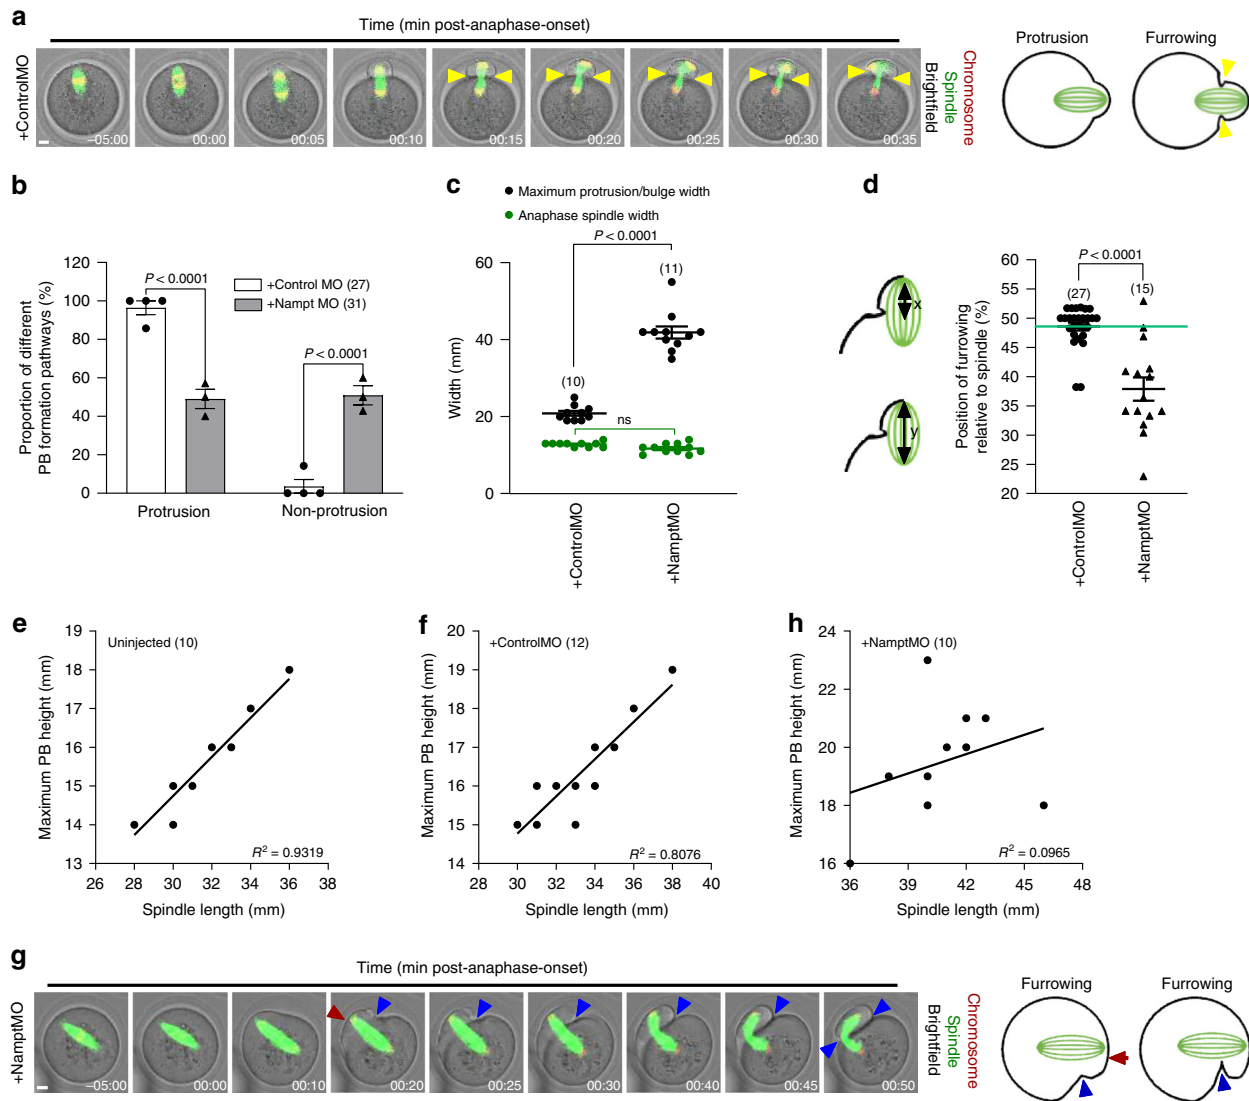 a
Time (min post-anaphase-onset)
+ControlMO
–05:00
00:00
00:05
00:10
00:15
00:20
00:25
00:30
00:35
Brightfield
Spindle
Chromosome
Protrusion
Furrowing
b
Proportion of different
PB formation pathways (%)
120
100
80
60
40
20
0
P < 0.0001
P < 0.0001
+Control MO (27)
+Nampt MO (31)
Protrusion
Non-protrusion
c
Maximum protrusion/bulge width
Anaphase spindle width
P < 0.0001
Width (mm)
60
40
20
0
(10)
(11)
ns
+ControlMO
+NamptMO
x
y
d
Position of furrowing
relative to spindle (%)
60
55
50
45
40
35
30
25
20
P < 0.0001
(27)
(15)
+ControlMO
+NamptMO
e
Uninjected (10)
Maximum PB height (mm)
19
18
17
16
15
14
13
R² = 0.9319
26 28 30 32 34 36 38
Spindle length (mm)
f
+ControlMO (12)
Maximum PB height (mm)
20
19
18
17
16
15
14
R² = 0.8076
28 30 32 34 36 38 40
Spindle length (mm)
h
+NamptMO (10)
Maximum PB height (mm)
24
22
20
18
16
R² = 0.0965
36 39 42 45 48
Spindle length (mm)
g
Time (min post-anaphase-onset)
+NamptMO
–05:00
00:00
00:10
00:20
00:25
00:30
00:40
00:45
00:50
Brightfield
Spindle
Chromosome
Furrowing
Furrowing